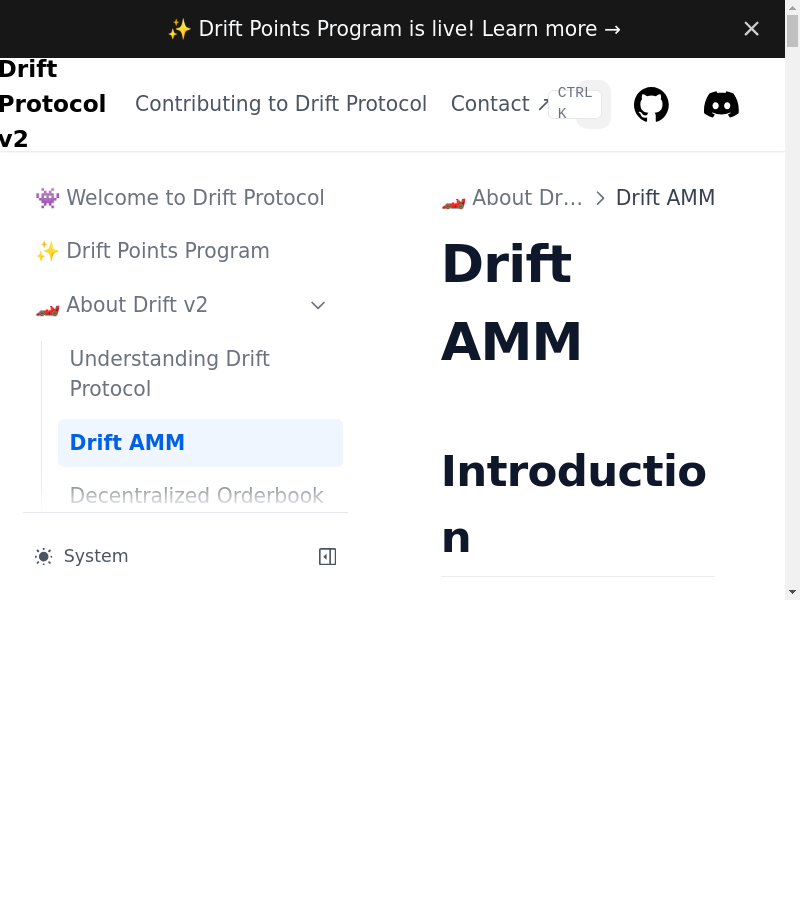 ✨ Drift Points Program is live! Learn more →
Drift
Protocol
v2
Contributing to Drift Protocol
Contact ↗
CTRL
K
👾 Welcome to Drift Protocol
✨ Drift Points Program
🏎️ About Drift v2
Understanding Drift
Protocol
Drift AMM
Decentralized Orderbook
System
🏎️ About Dr… > Drift AMM
Drift
AMM
Introductio
n